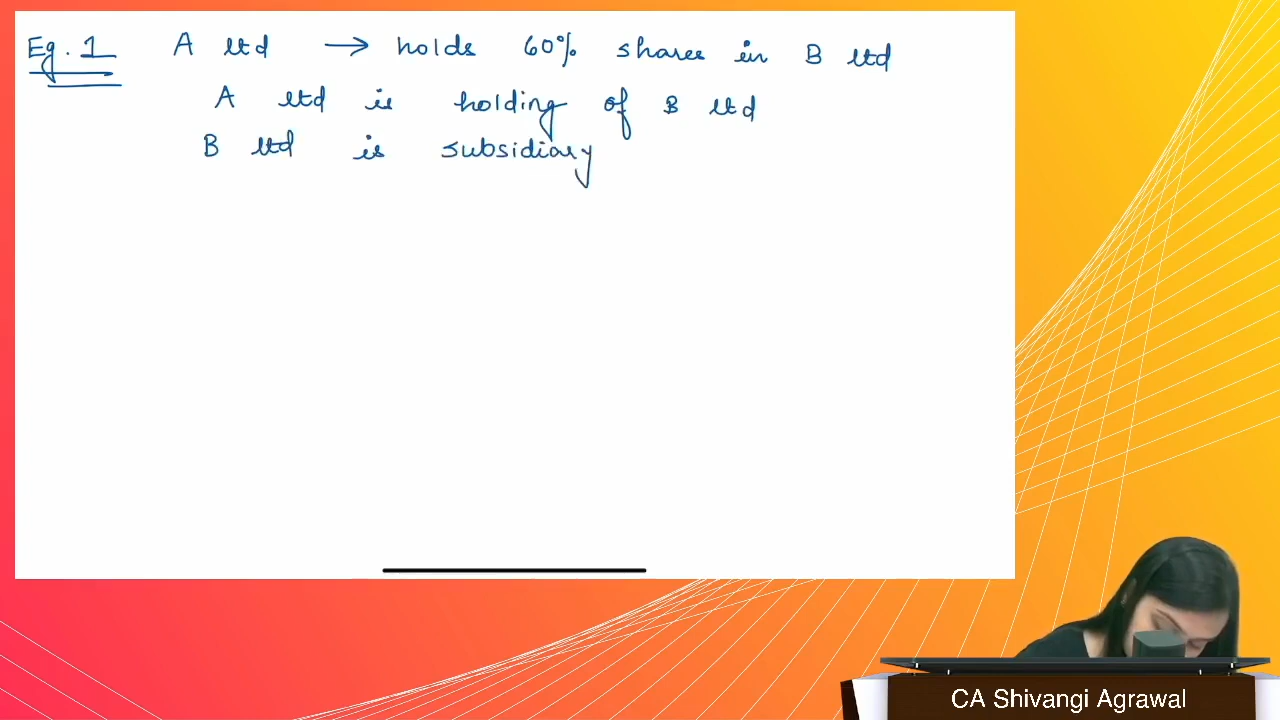 Eg. 1 A ltd → holds 60% shares in B ltd
A ltd is holding of B ltd
B ltd is subsidiary
CA Shivangi Agrawal